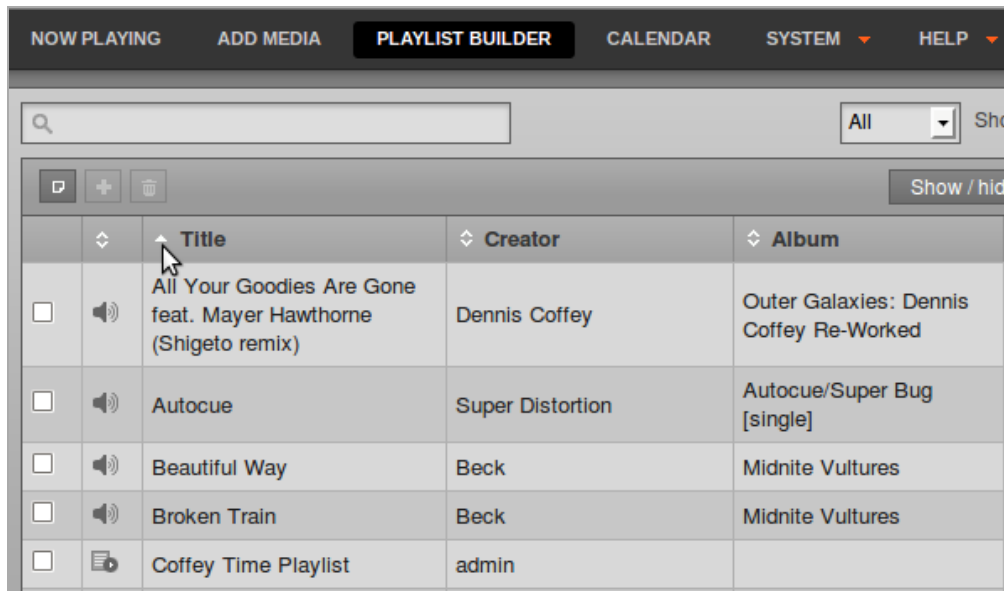 NOW PLAYING ADD MEDIA PLAYLIST BUILDER CALENDAR SYSTEM HELP
All Sho
Show / hid
Title Creator Album
All Your Goodies Are Gone
feat. Mayer Hawthorne
(Shigeto remix)
Dennis Coffey
Outer Galaxies: Dennis
Coffey Re-Worked
Autocue
Super Distortion
Autocue/Super Bug
[single]
Beautiful Way Beck Midnite Vultures
Broken Train Beck Midnite Vultures
Coffey Time Playlist admin